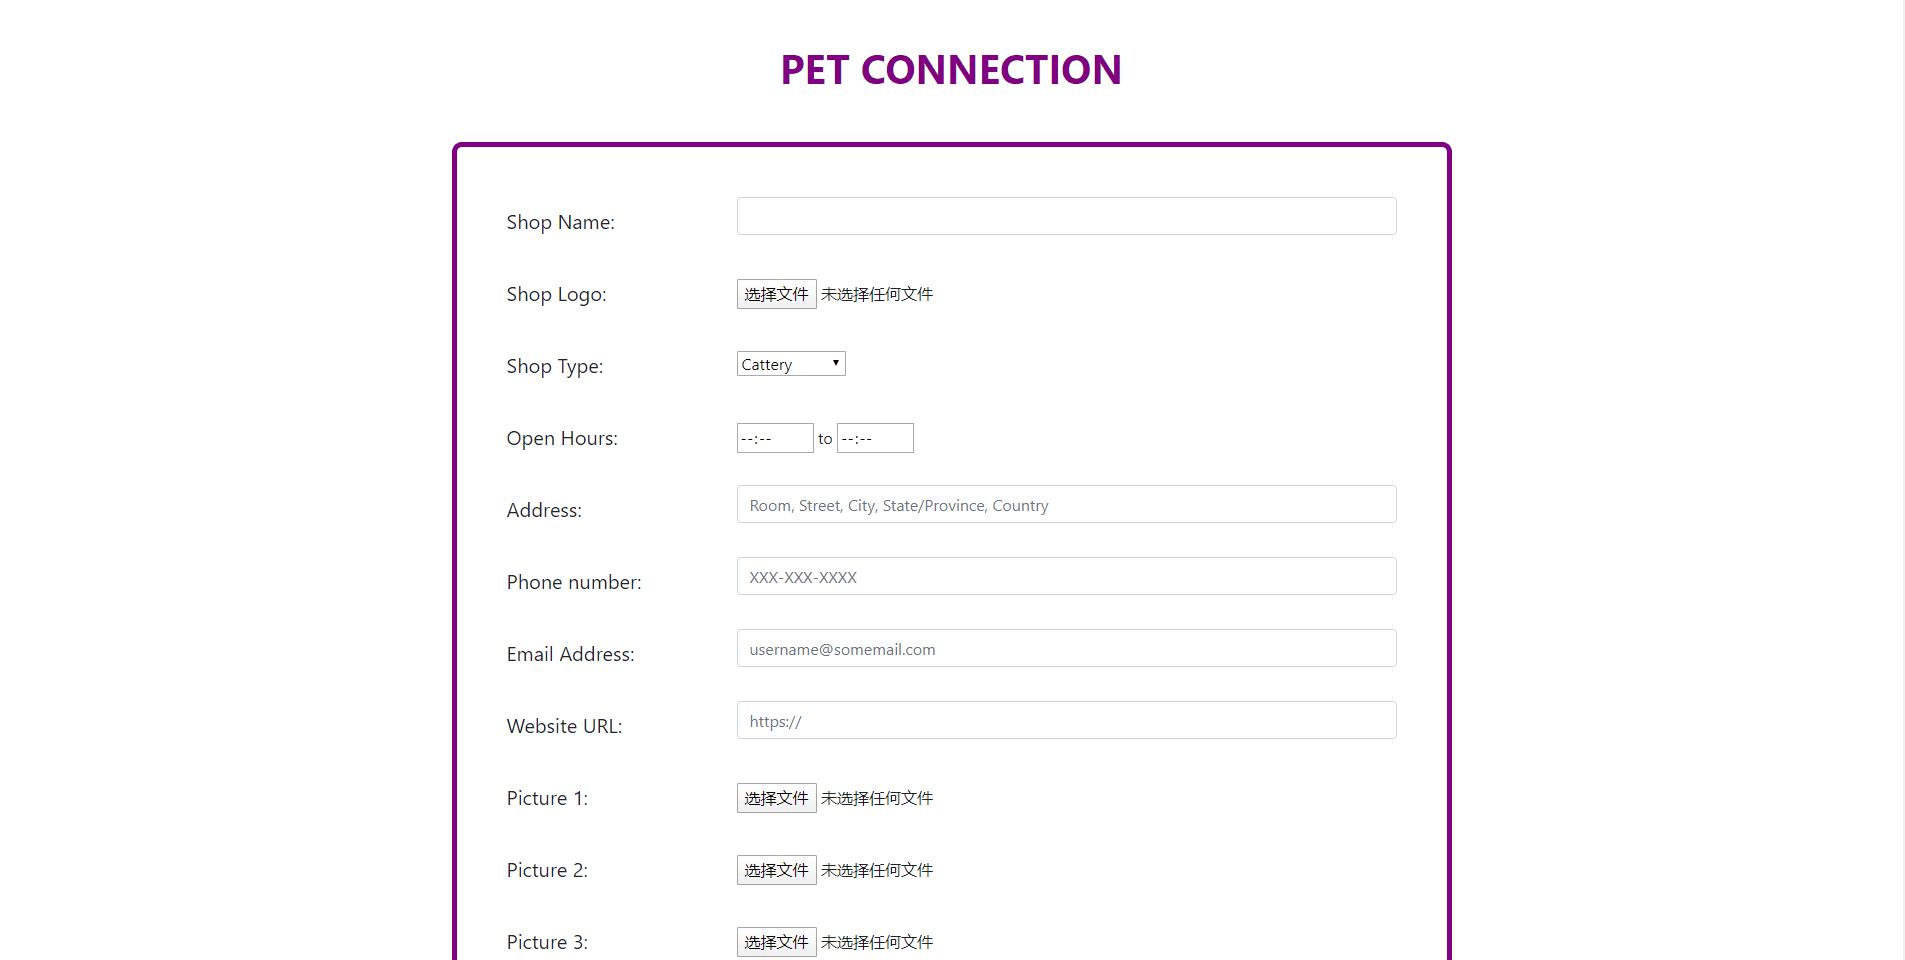 PET CONNECTION
Shop Name:
Shop Logo: 选择文件 未选择任何文件
Shop Type: Cattery
Open Hours: --:-- to --:--
Address: Room, Street, City, State/Province, Country
Phone number: XXX-XXX-XXXX
Email Address: username@somemail.com
Website URL: https://
Picture 1: 选择文件 未选择任何文件
Picture 2: 选择文件 未选择任何文件
Picture 3: 选择文件 未选择任何文件